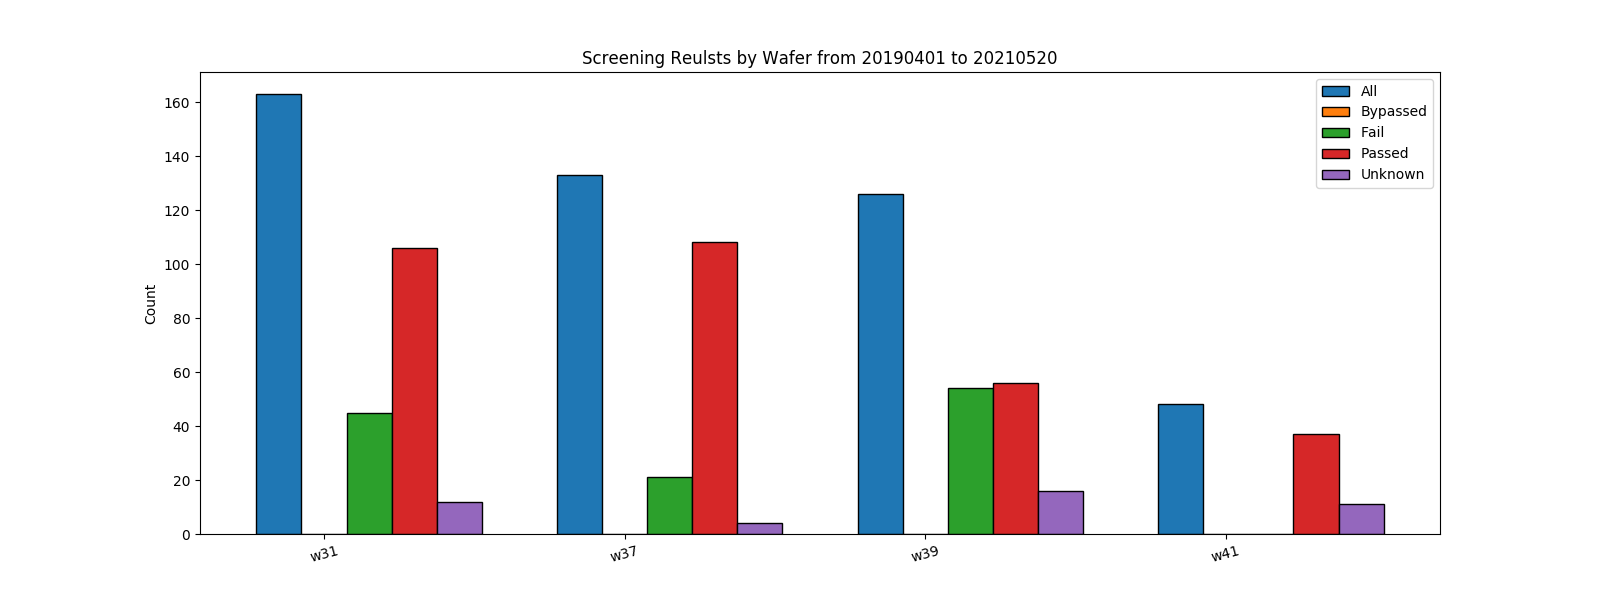 Screening Reulsts by Wafer from 20190401 to 20210520
All
Bypassed
Fail
Passed
Unknown
Count
160
140
120
100
80
60
40
20
0
w31
w37
w39
w41